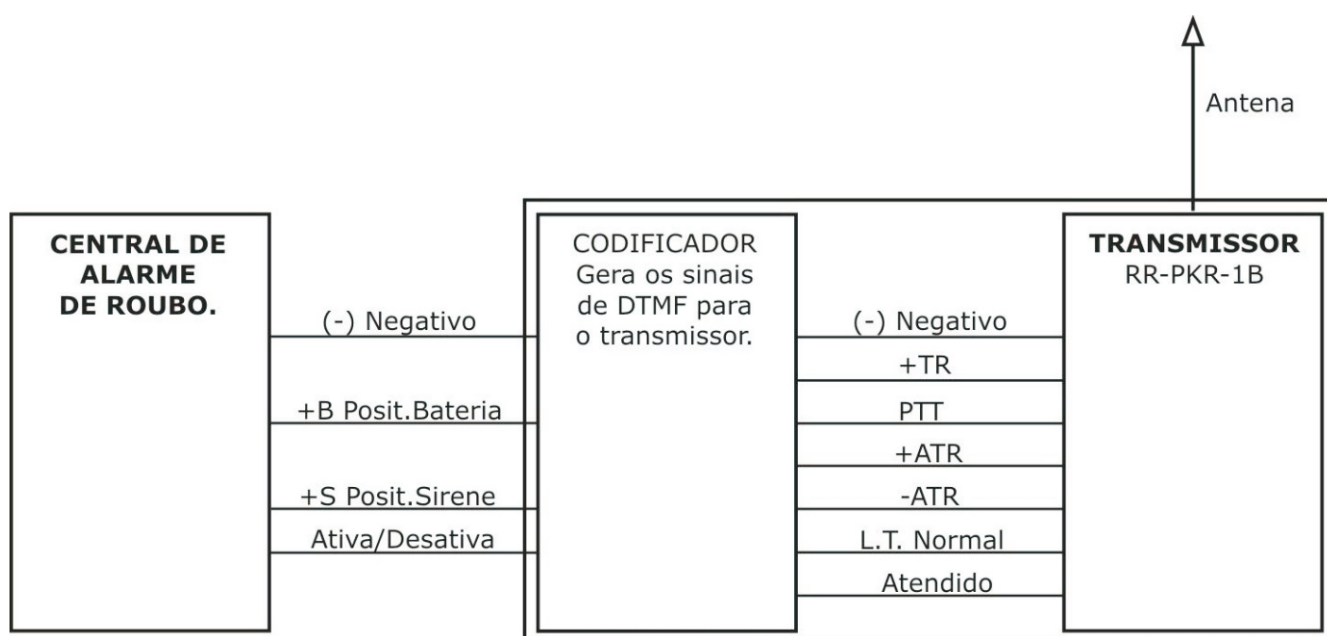 Antena
CENTRAL DE
ALARME
DE ROUBO.
(-) Negativo
+B Posit.Bateria
+S Posit.Sirene
Ativa/Desativa
CODIFICADOR
Gera os sinais
de DTMF para
o transmissor.
(-) Negativo
+TR
PTT
+ATR
-ATR
L.T. Normal
Atendido
TRANSMISSOR
RR-PKR-1B